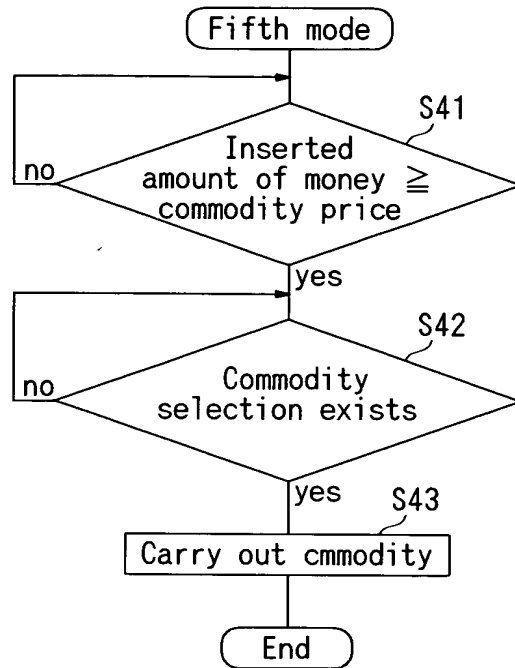 Fifth mode
S41
Inserted
amount of money ≧
commodity price
no
yes
S42
Commodity
selection exists
no
yes
S43
Carry out cmmodity
End